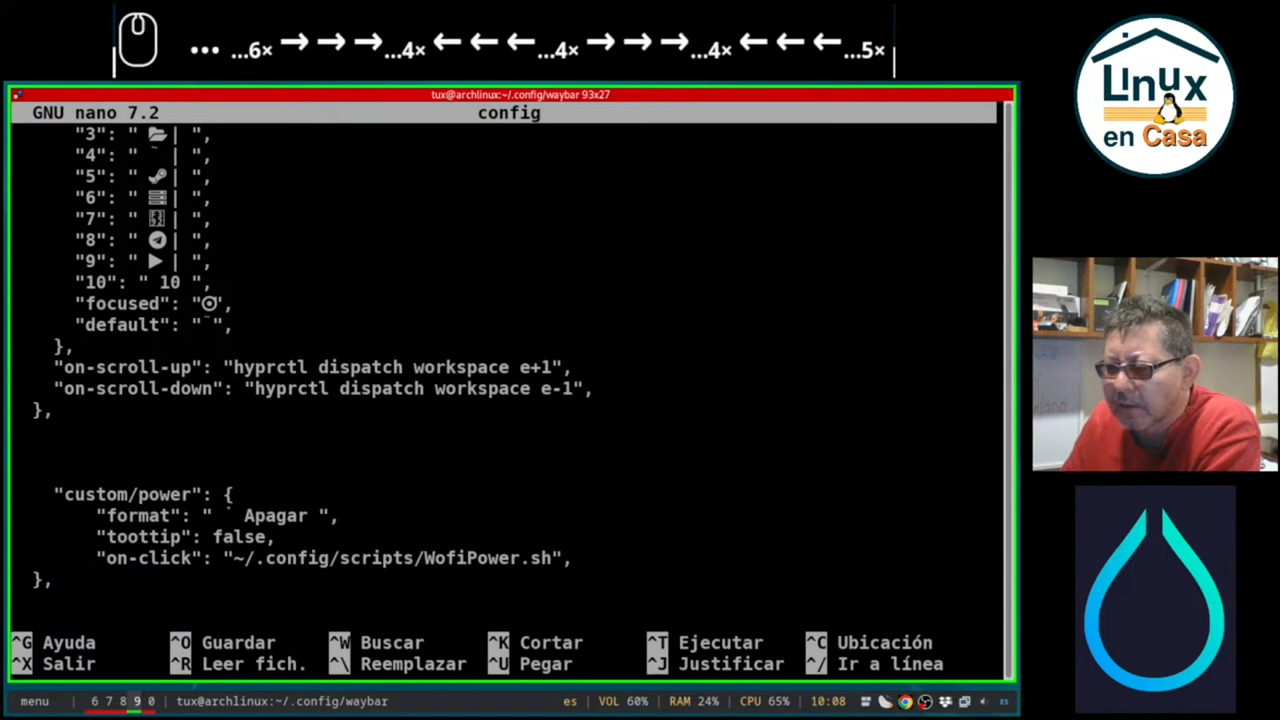 ... ...6× →→→...4× ←←←...4× →→→...4× ←←←...5×
Linux
en Casa
tux@archlinux:~/.config/waybar 93x27
GNU nano 7.2 config
"3": " | ",
"4": " ~ | ",
"5": " | ",
"6": " | ",
"7": " | ",
"8": " | ",
"9": " ▶| ",
"10": " 10 ",
"focused": "",
"default": "~",
},
"on-scroll-up": "hyprctl dispatch workspace e+1",
"on-scroll-down": "hyprctl dispatch workspace e-1",
},
"custom/power": {
"format": " ` Apagar ",
"toottip": false,
"on-click": "~/.config/scripts/WofiPower.sh",
},
^G Ayuda ^O Guardar ^W Buscar ^K Cortar ^T Ejecutar ^C Ubicación
^X Salir ^R Leer fich. ^\ Reemplazar ^U Pegar ^J Justificar ^/ Ir a línea
menu | 6 7 8 9 0 | tux@archlinux:~/.config/waybar es | VOL 60% | RAM 24% | CPU 65% | 10:08 ES